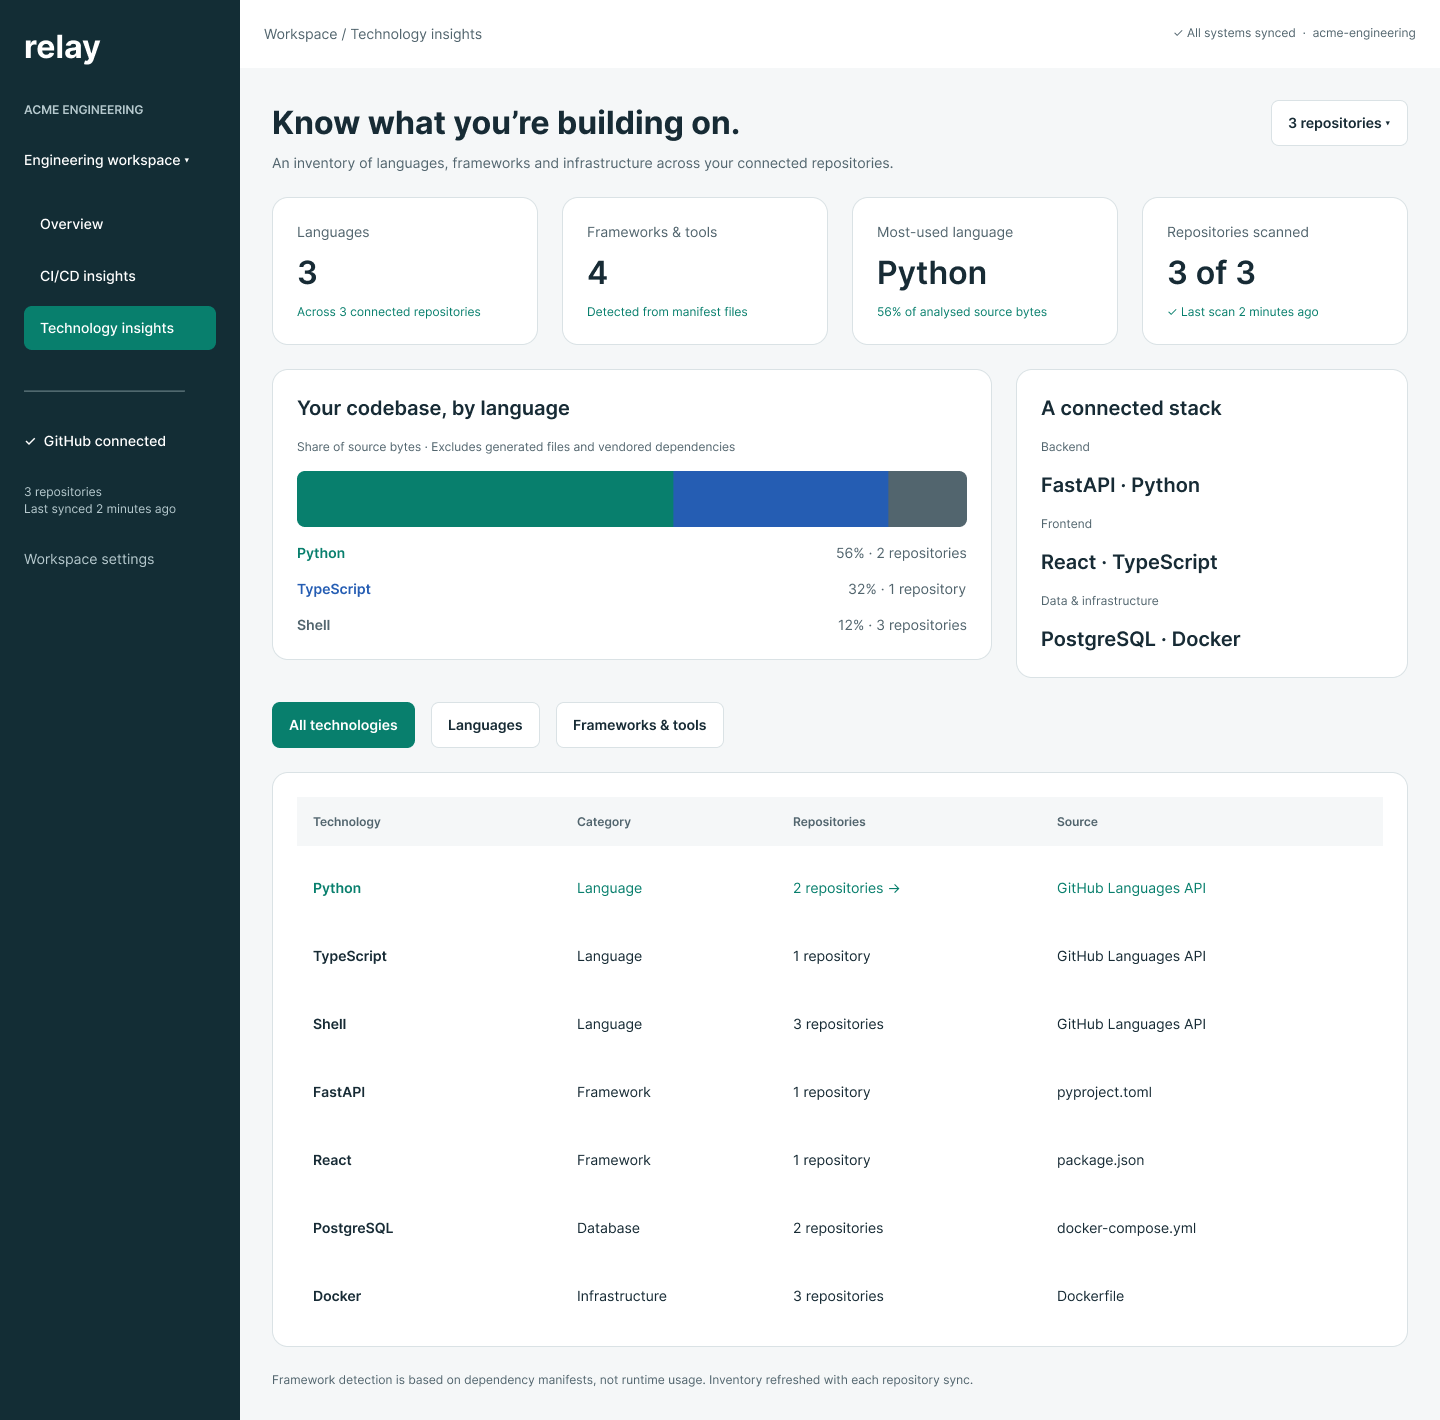 relay
ACME ENGINEERING
Engineering workspace ▾
Overview
CI/CD insights
Technology insights
✓ GitHub connected
3 repositories
Last synced 2 minutes ago
Workspace settings
Workspace / Technology insights
✓ All systems synced · acme-engineering
Know what you’re building on.
3 repositories ▾
An inventory of languages, frameworks and infrastructure across your connected repositories.
Languages
3
Across 3 connected repositories
Frameworks & tools
4
Detected from manifest files
Most-used language
Python
56% of analysed source bytes
Repositories scanned
3 of 3
✓ Last scan 2 minutes ago
Your codebase, by language
Share of source bytes · Excludes generated files and vendored dependencies
Python 56% · 2 repositories
TypeScript 32% · 1 repository
Shell 12% · 3 repositories
A connected stack
Backend
FastAPI · Python
Frontend
React · TypeScript
Data & infrastructure
PostgreSQL · Docker
All technologies Languages Frameworks & tools
Technology Category Repositories Source
Python Language 2 repositories → GitHub Languages API
TypeScript Language 1 repository GitHub Languages API
Shell Language 3 repositories GitHub Languages API
FastAPI Framework 1 repository pyproject.toml
React Framework 1 repository package.json
PostgreSQL Database 2 repositories docker-compose.yml
Docker Infrastructure 3 repositories Dockerfile
Framework detection is based on dependency manifests, not runtime usage. Inventory refreshed with each repository sync.